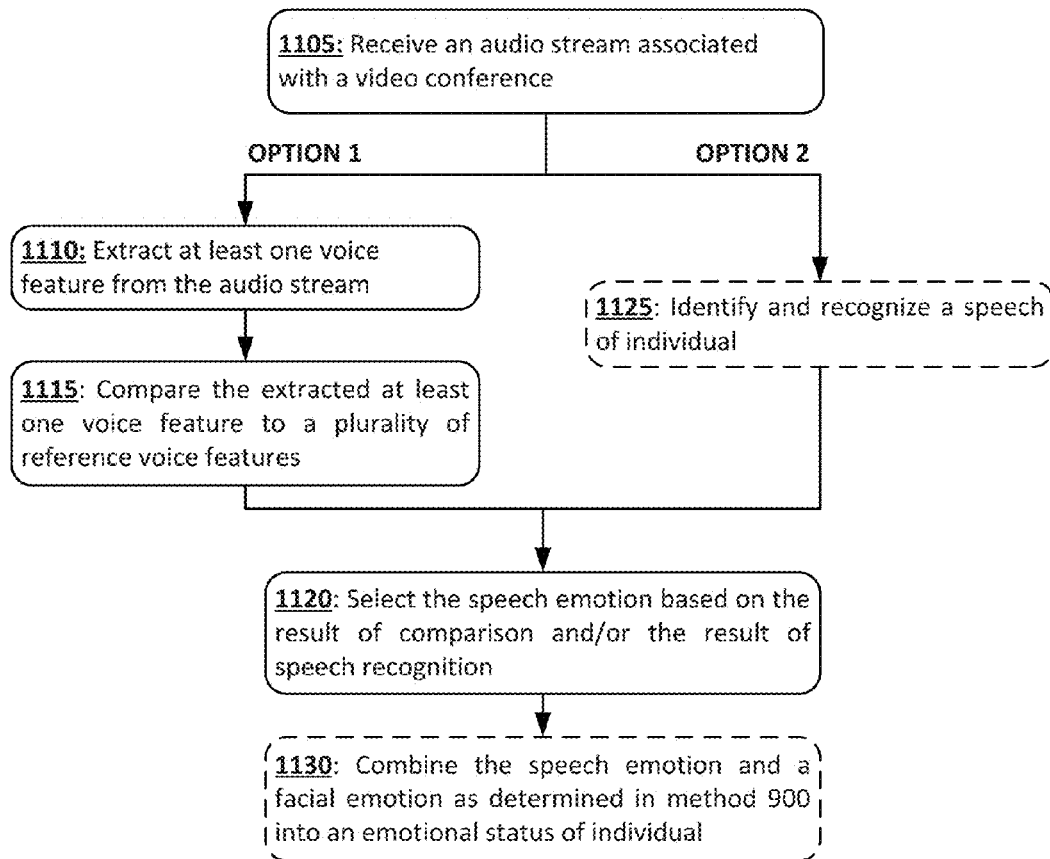 1105: Receive an audio stream associated
with a video conference
OPTION 1
OPTION 2
1110: Extract at least one voice
feature from the audio stream
1125: Identify and recognize a speech
of individual
1115: Compare the extracted at least
one voice feature to a plurality of
reference voice features
1120: Select the speech emotion based on the
result of comparison and/or the result of
speech recognition
1130: Combine the speech emotion and a
facial emotion as determined in method 900
into an emotional status of individual